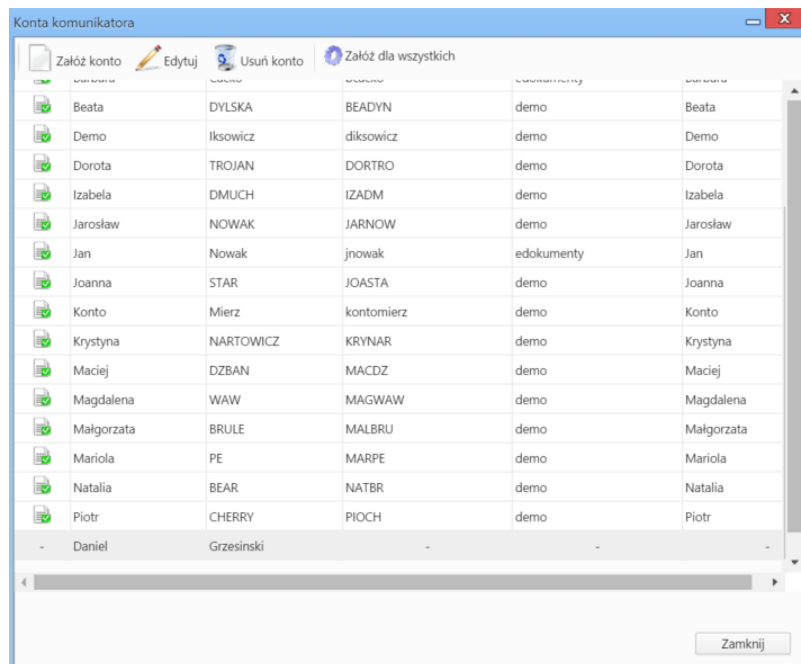 Konta komunikatora
Załóż konto Edytuj Usuń konto Załóż dla wszystkich
Beata DYLSKA BEADYN demo Beata
Demo Iksowicz diksowicz demo Demo
Dorota TROJAN DORTRO demo Dorota
Izabela DMUCH IZADM demo Izabela
Jarosław NOWAK JARNOW demo Jarosław
Jan Nowak jnowak edokumenty Jan
Joanna STAR JOASTA demo Joanna
Konto Mierz kontomierz demo Konto
Krystyna NARTOWICZ KRYNAR demo Krystyna
Maciej DZBAN MACDZ demo Maciej
Magdalena WAW MAGWAW demo Magdalena
Małgorzata BRULE MALBRU demo Małgorzata
Mariola PE MARPE demo Mariola
Natalia BEAR NATBR demo Natalia
Piotr CHERRY PIOCH demo Piotr
- Daniel Grzesinski - - -
Zamknij